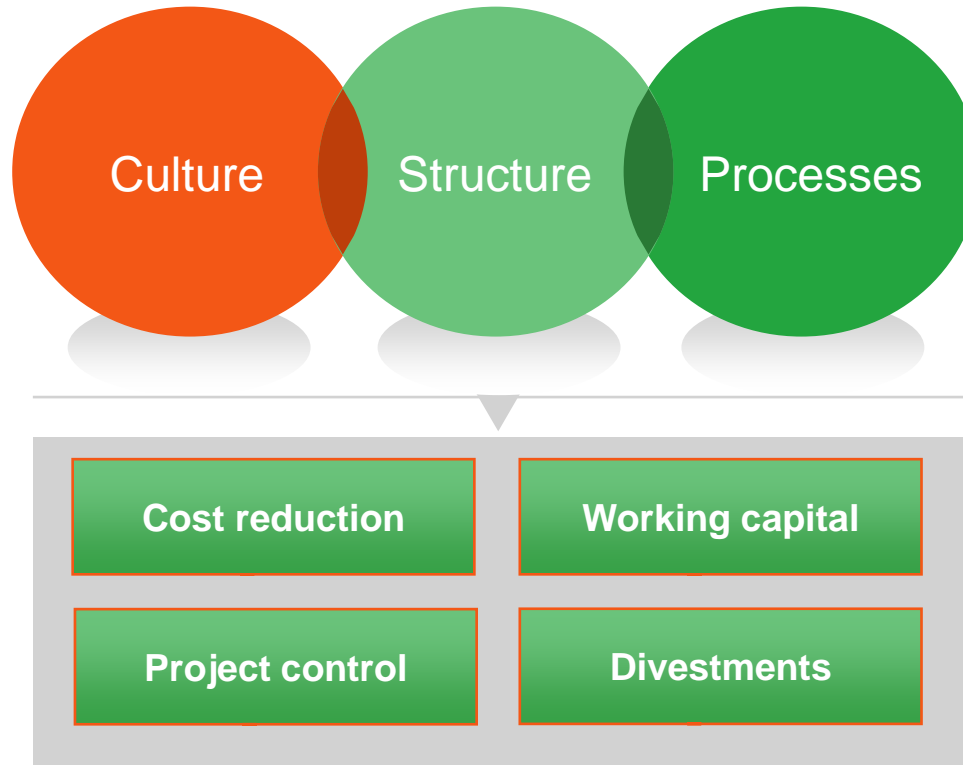 Culture
Structure
Processes
Cost reduction
Working capital
Project control
Divestments